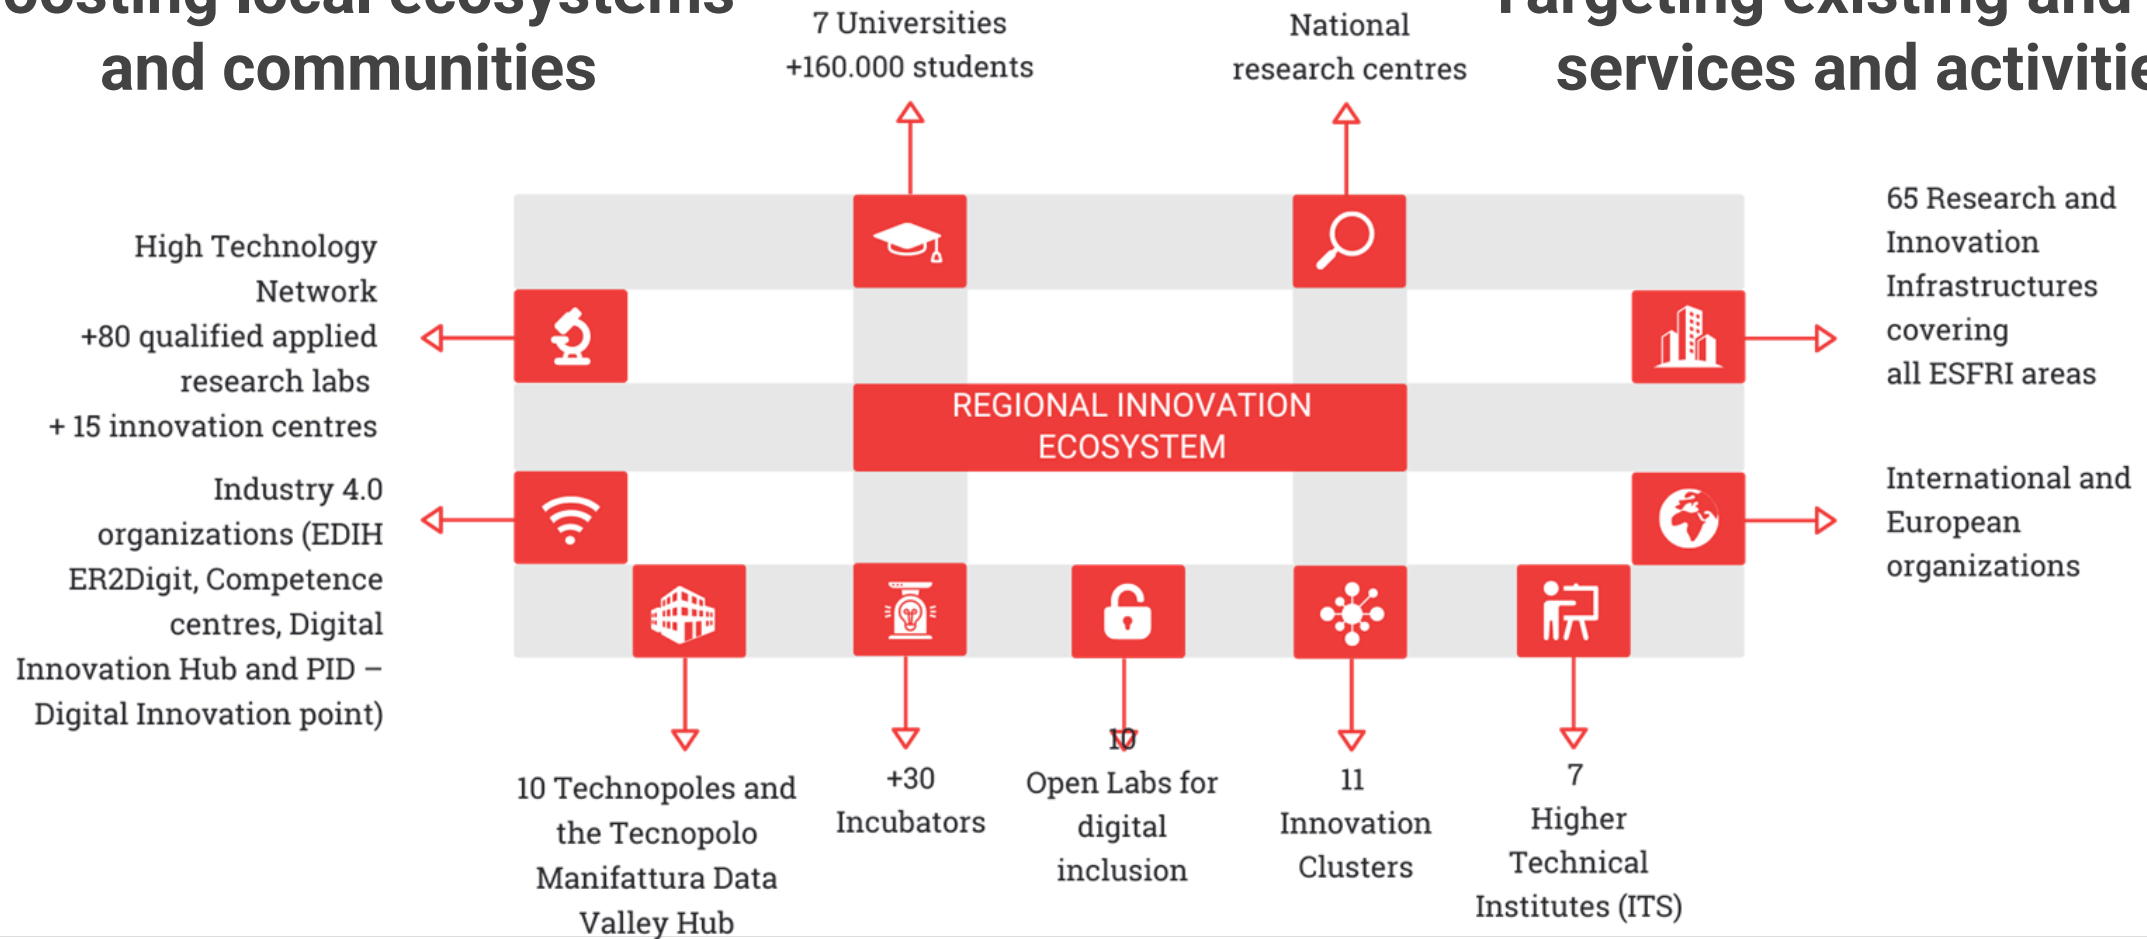 and communities
services and
7 Universities
+160.000 students
National
research centres
High Technology
Network
+80 qualified applied
research labs
+ 15 innovation centres
65 Research and
Innovation
Infrastructures
covering
all ESFRI areas
REGIONAL INNOVATION
ECOSYSTEM
Industry 4.0
organizations (EDIH
ER2Digit, Competence
centres, Digital
Innovation Hub and PID –
Digital Innovation point)
International and
European
organizations
10 Technopoles and
the Tecnopolo
Manifattura Data
Valley Hub
+30
Incubators
10
Open Labs for
digital
inclusion
11
Innovation
Clusters
7
Higher
Technical
Institutes (ITS)